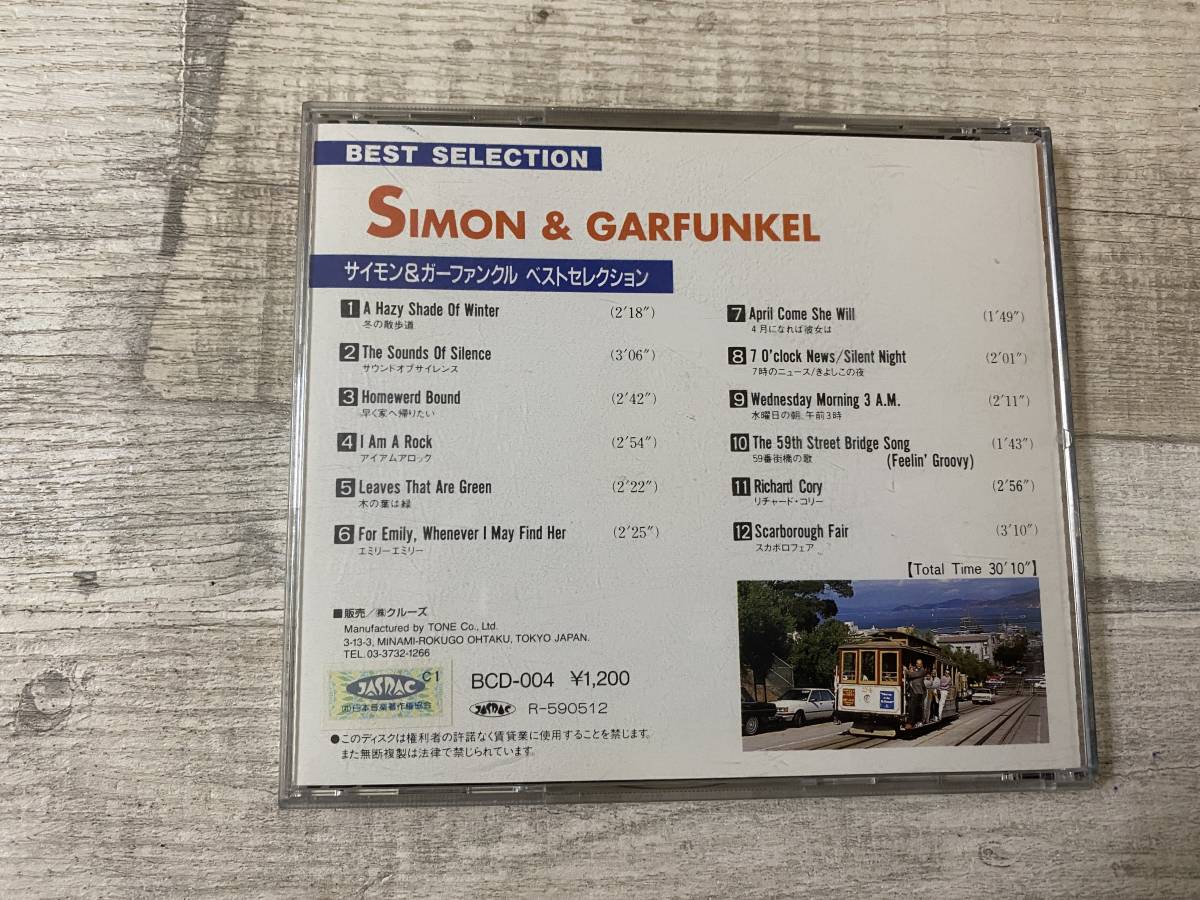 BEST SELECTION
SIMON & GARFUNKEL
サイモン&ガーファンクル ベストセレクション
1 A Hazy Shade Of Winter (2'18")
冬の散歩道
2 The Sounds Of Silence (3'06")
サウンドオブサイレンス
3 Homewerd Bound (2'42")
早く家へ帰りたい
4 I Am A Rock (2'54")
アイアムアロック
5 Leaves That Are Green (2'22")
木の葉は緑
6 For Emily, Whenever I May Find Her (2'25")
エミリーエミリー
7 April Come She Will (1'49")
4月になれば彼女は
8 7 O'clock News/Silent Night (2'01")
7時のニュース/きよしこの夜
9 Wednesday Morning 3 A.M. (2'11")
水曜日の朝、午前3時
10 The 59th Street Bridge Song (1'43")
59番街橋の歌 (Feelin' Groovy)
11 Richard Cory (2'56")
リチャード・コリー
12 Scarborough Fair (3'10")
スカボロフェア
【Total Time 30'10"】
■販売/㈱クルーズ
Manufactured by TONE Co., Ltd.
3-13-3, MINAMI-ROKUGO OHTAKU, TOKYO JAPAN.
TEL. 03-3732-1266
JASRAC C1
㈳日本音楽著作権協会
BCD-004 ¥1,200
JASRAC R-590512
●このディスクは権利者の許諾なく賃貸業に使用することを禁じます。
また無断複製は法律で禁じられています。